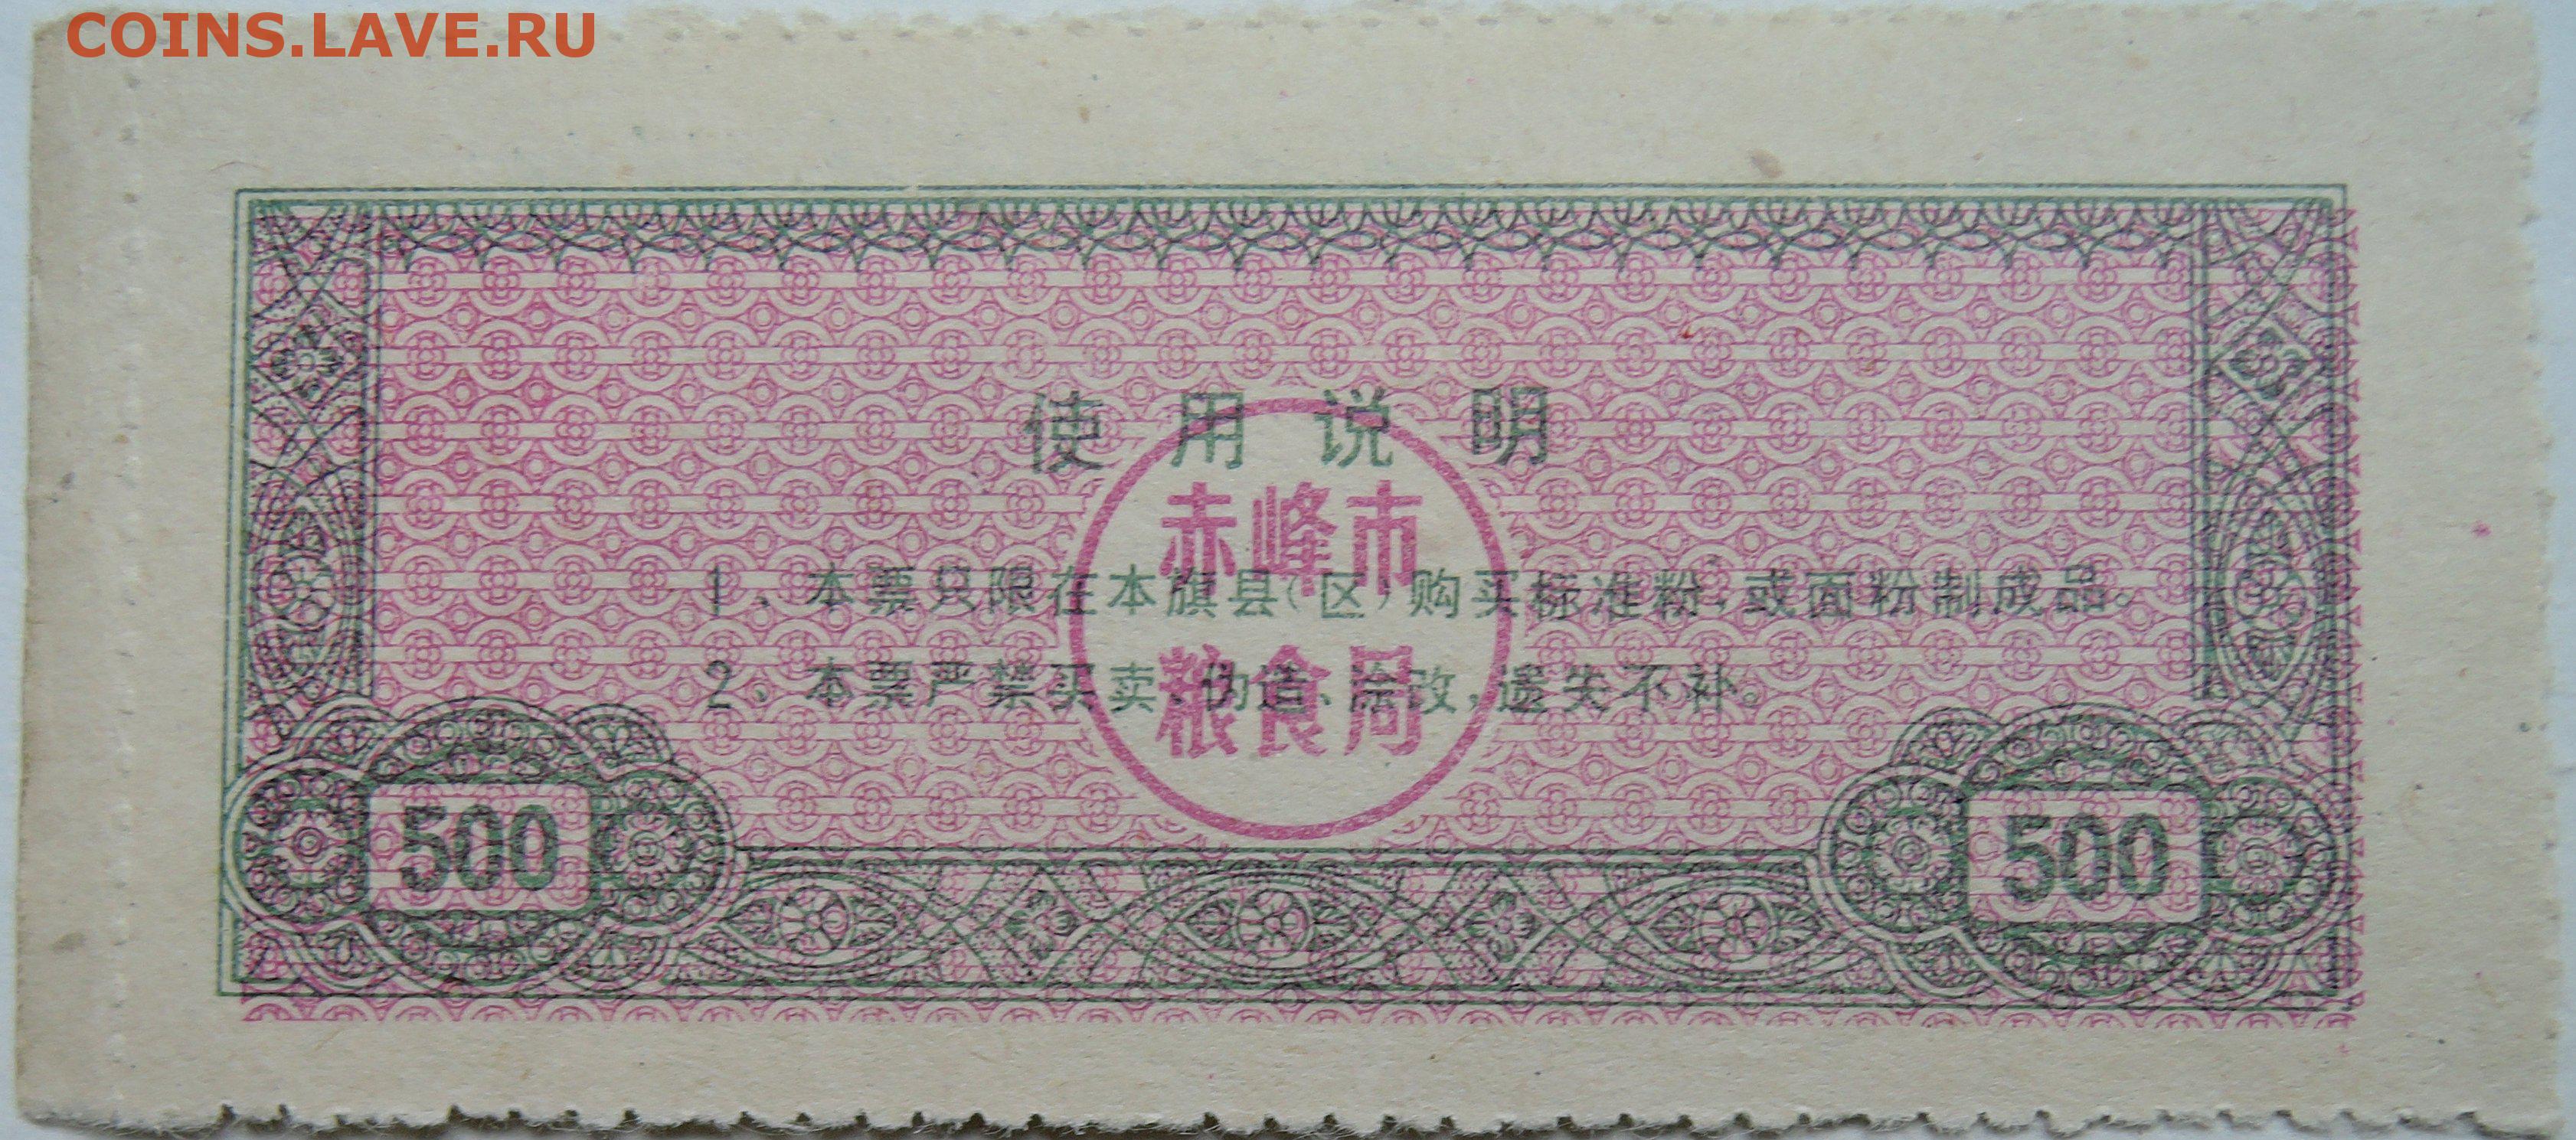 COINS.LAVE.RU
使用说明
赤峰市
1、本票只限在本旗县(区)购买标准粉,或面粉制成品。
2、本票严禁买卖、伪造、涂改,遗失不补。
粮食局
500
500